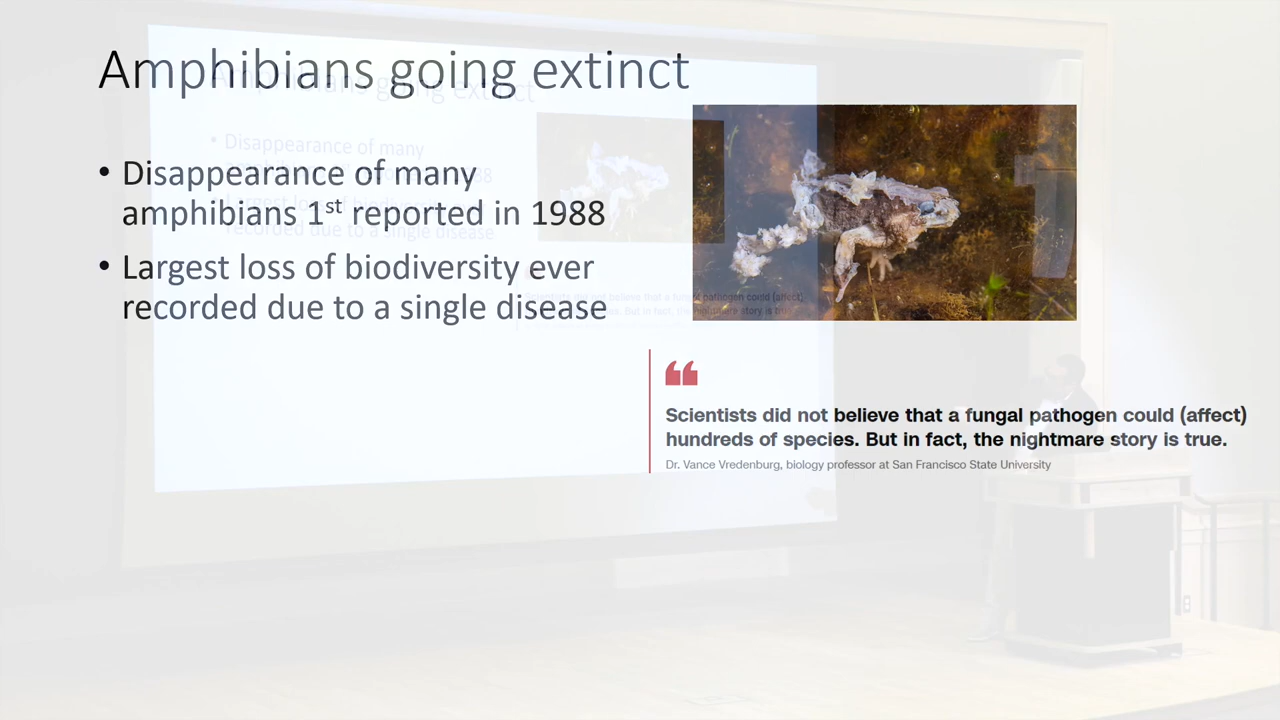 Amphibians going extinct
• Disappearance of many
amphibians 1st reported in 1988
• Largest loss of biodiversity ever
recorded due to a single disease
Scientists did not believe that a fungal pathogen could (affect)
hundreds of species. But in fact, the nightmare story is true.
Dr. Vance Vredenburg, biology professor at San Francisco State University